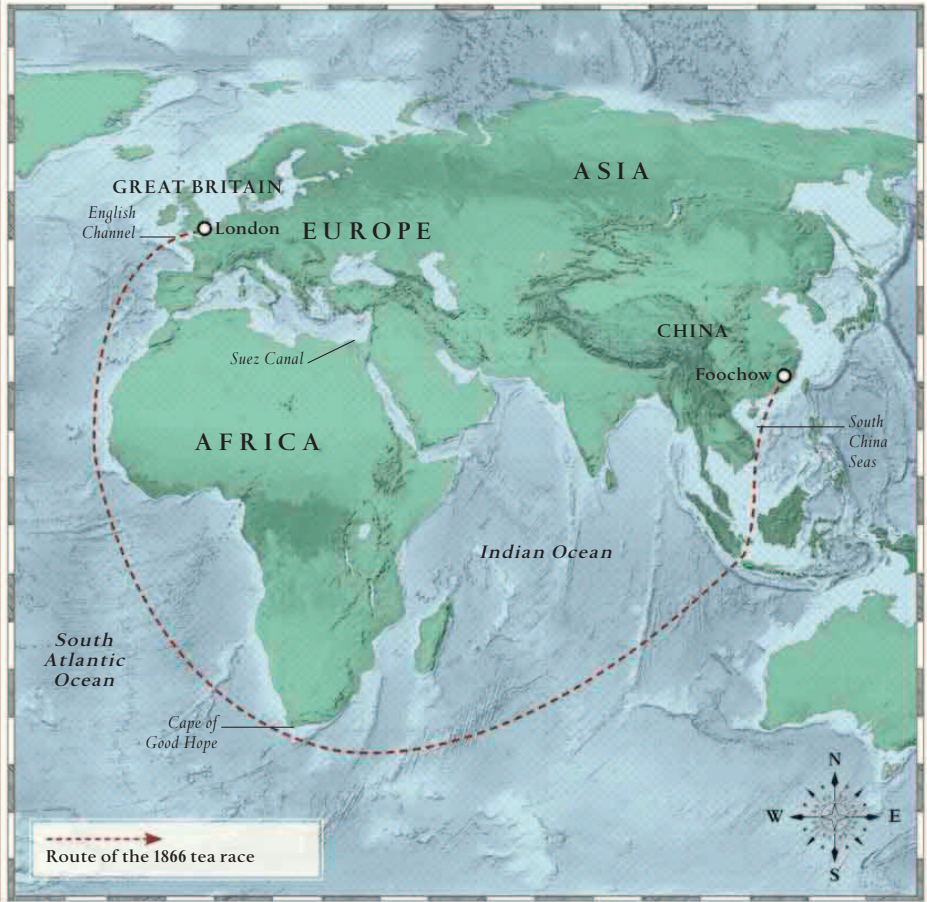 ASIA
GREAT BRITAIN
English
Channel
London
EUROPE
CHINA
Suez Canal
Foochow
AFRICA
South
China
Seas
Indian Ocean
South
Atlantic
Ocean
Cape of
Good Hope
N
W
E
S
Route of the 1866 tea race